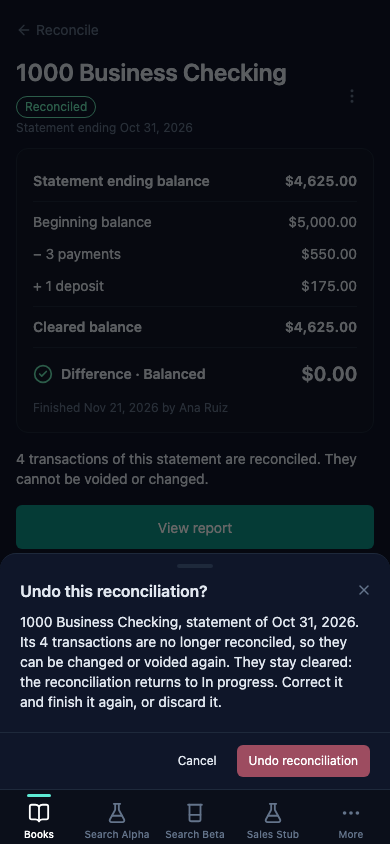 Reconcile
1000 Business Checking
Reconciled
Statement ending Oct 31, 2026
Statement ending balance $4,625.00
Beginning balance $5,000.00
− 3 payments $550.00
+ 1 deposit $175.00
Cleared balance $4,625.00
Difference · Balanced $0.00
Finished Nov 21, 2026 by Ana Ruiz
4 transactions of this statement are reconciled. They
cannot be voided or changed.
View report
Undo this reconciliation?
1000 Business Checking, statement of Oct 31, 2026.
Its 4 transactions are no longer reconciled, so they
can be changed or voided again. They stay cleared:
the reconciliation returns to In progress. Correct it
and finish it again, or discard it.
Cancel Undo reconciliation
Books Search Alpha Search Beta Sales Stub More